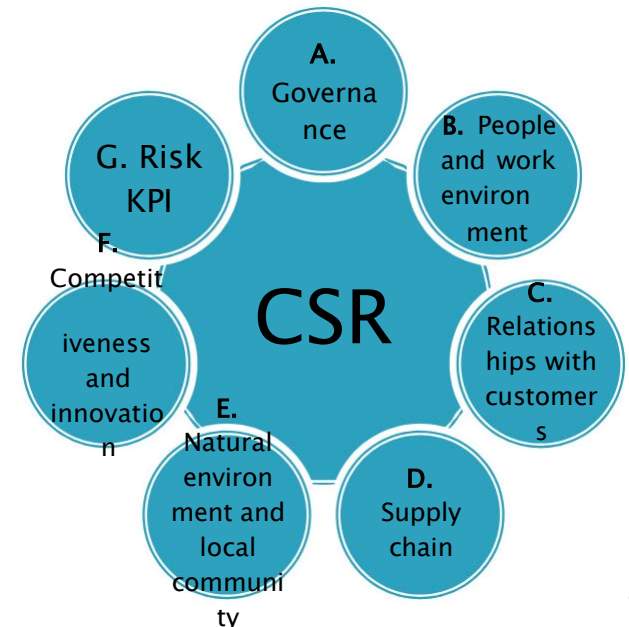 A.
Governa
nce
B. People
and work
environ
ment
C.
Relations
hips with
customer
s
D.
Supply
chain
E.
Natural
environ
ment and
local
communi
ty
F.
Competit
iveness
and
innovatio
n
G. Risk
KPI
CSR